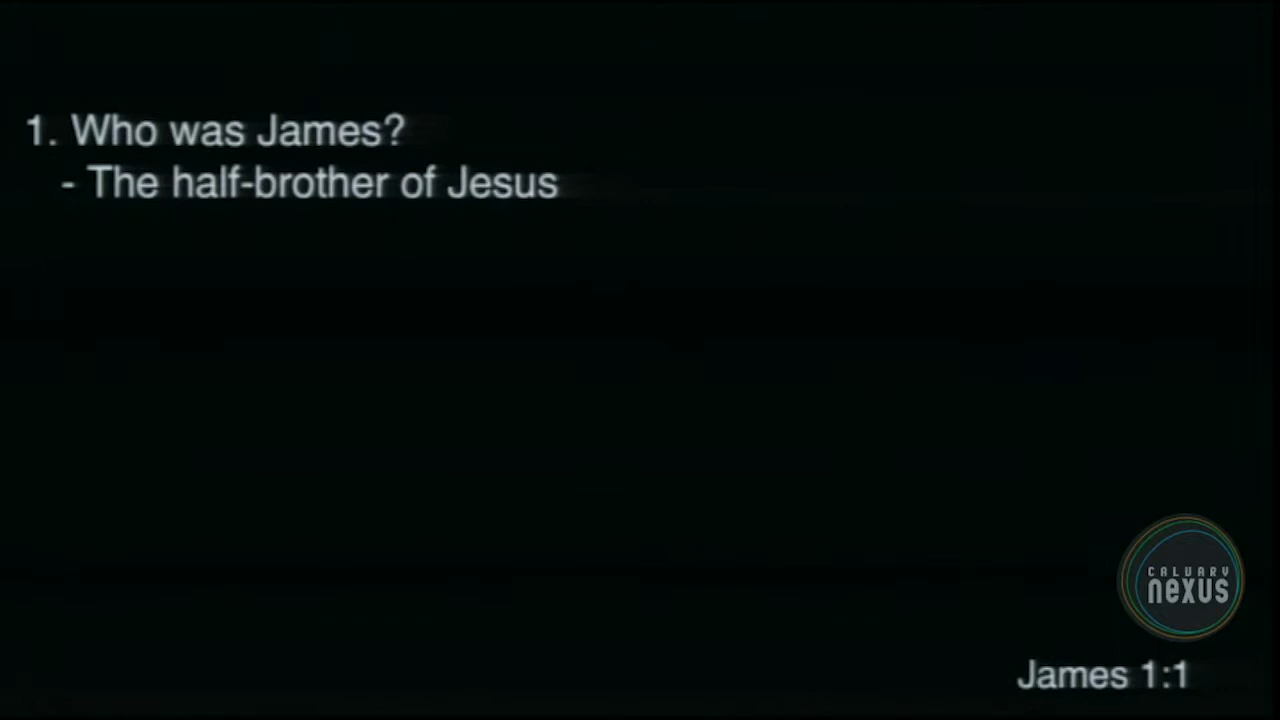 1. Who was James?
- The half-brother of Jesus
CALVARY
nexus
James 1:1